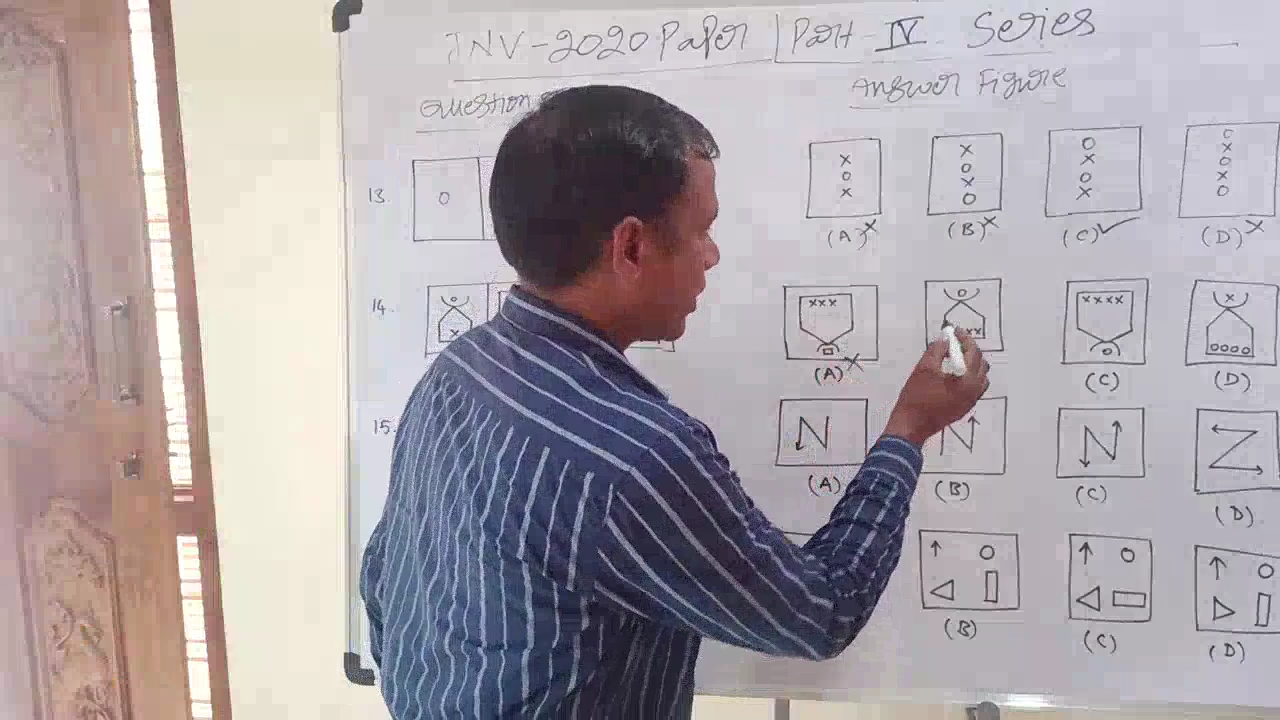 JNV-2020 Paper | Part-IV Series
Question
Answer Figure
13.
(A) ×
(B) ×
(C) ✓
(D) ×
14.
(A) ×
(C)
(D)
15.
(A)
(B)
(C)
(D)
(B)
(C)
(D)